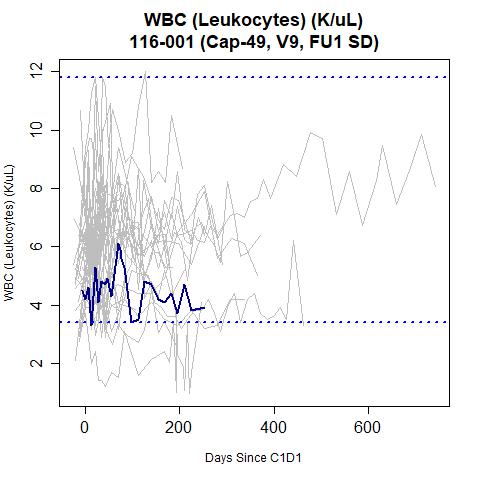 WBC (Leukocytes) (K/uL)
116-001 (Cap-49, V9, FU1 SD)
WBC (Leukocytes) (K/uL)
12
10
8
6
4
2
0
200
400
600
Days Since C1D1